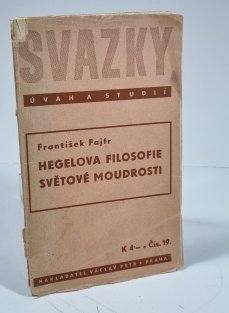 SVAZKY
ÚVAH A STUDIÍ
František Fajfr
HEGELOVA FILOSOFIE
SVĚTOVÉ MOUDROSTI
K 4·— • Čís. 19.
NAKLADATEL VÁCLAV PETR • PRAHA